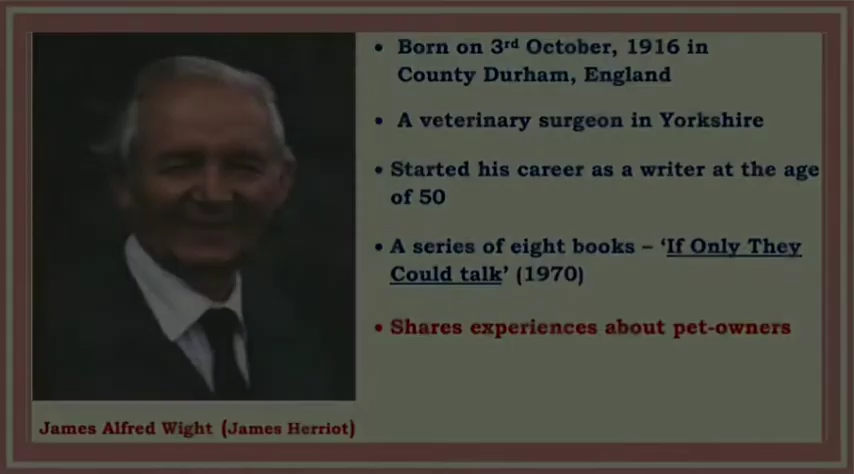 • Born on 3rd October, 1916 in
County Durham, England
• A veterinary surgeon in Yorkshire
• Started his career as a writer at the age
of 50
• A series of eight books – ‘If Only They
Could talk’ (1970)
• Shares experiences about pet-owners
James Alfred Wight (James Herriot)